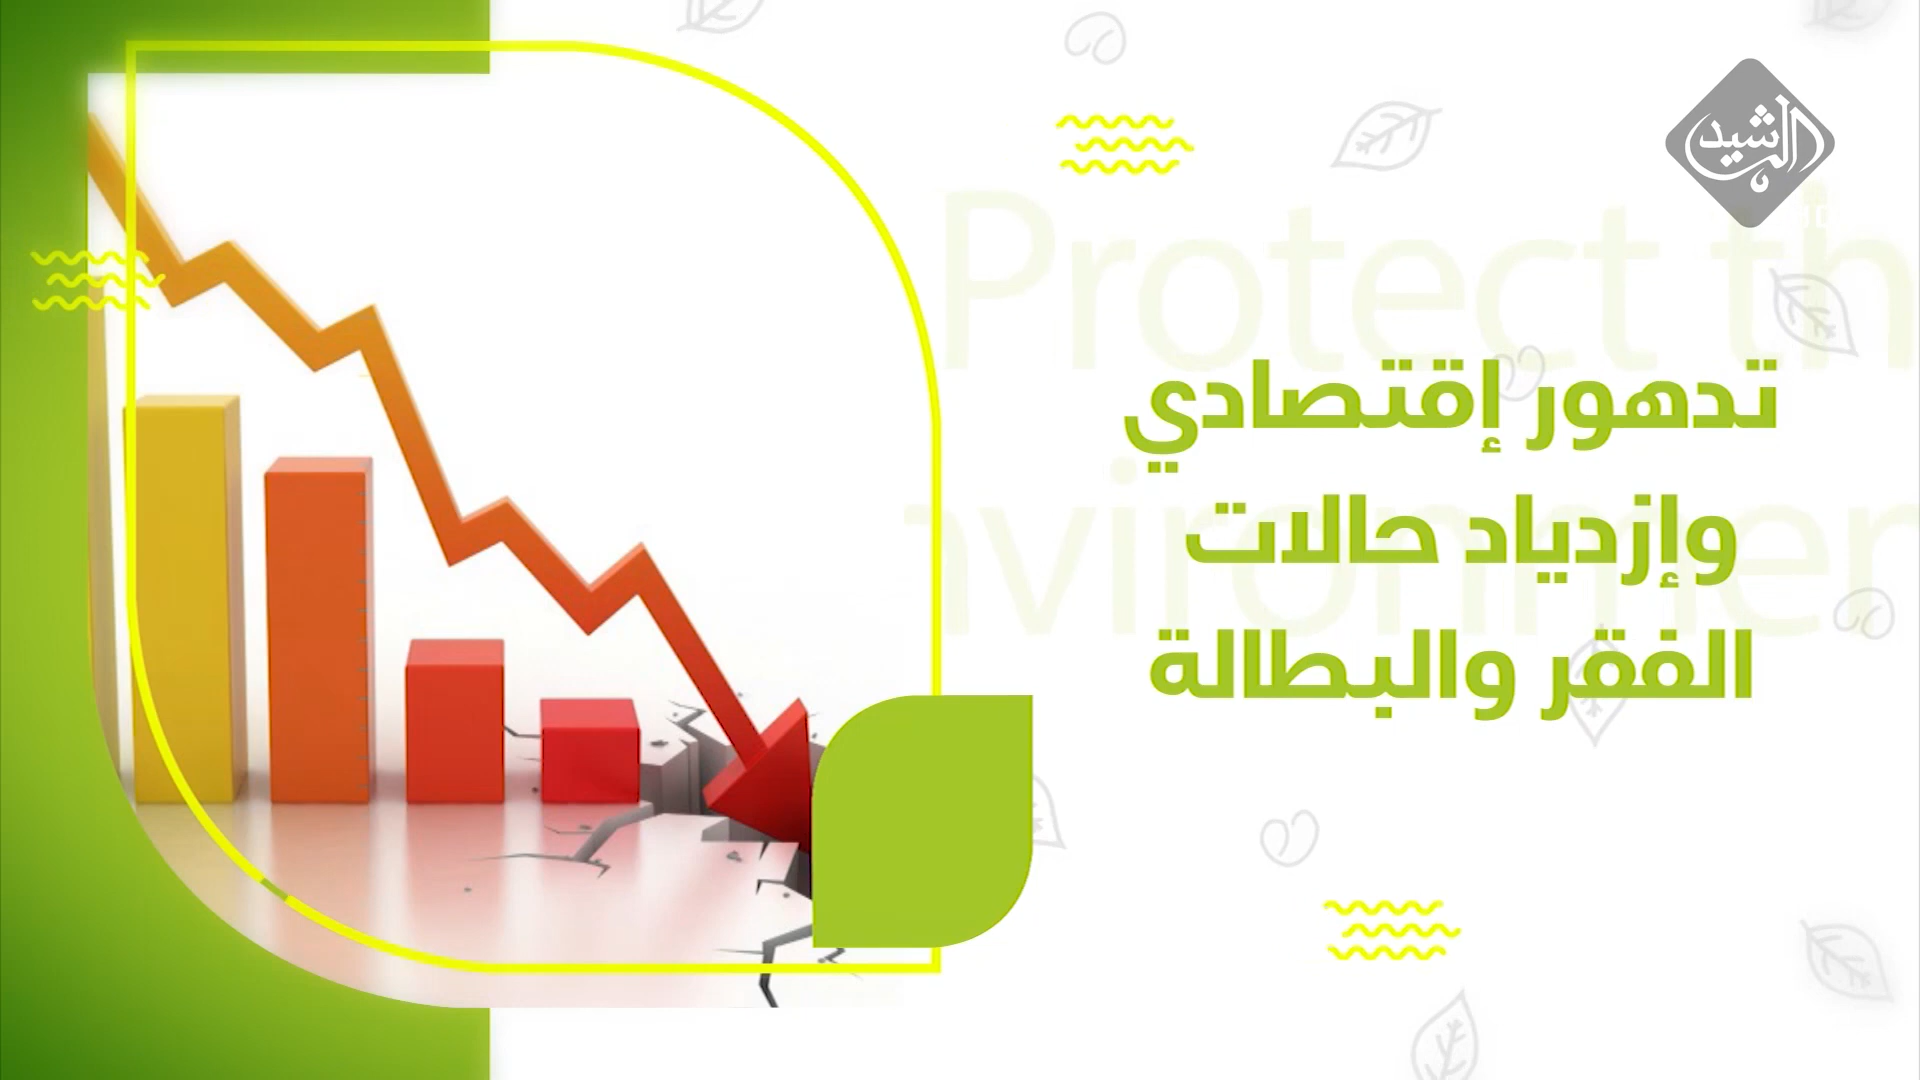 الرشيد
Protect th
nvironmen
تدهور إقتصادي
وإزدياد حالات
الفقر والبطالة